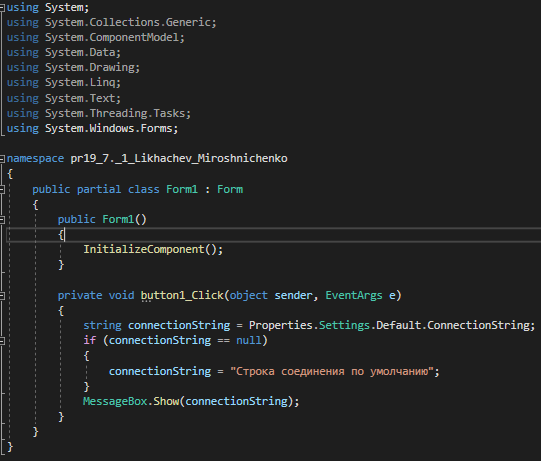 using System;
using System.Collections.Generic;
using System.ComponentModel;
using System.Data;
using System.Drawing;
using System.Linq;
using System.Text;
using System.Threading.Tasks;
using System.Windows.Forms;
namespace pr19_7._1_Likhachev_Miroshnichenko
{
public partial class Form1 : Form
{
public Form1()
{
InitializeComponent();
}
private void button1_Click(object sender, EventArgs e)
{
string connectionString = Properties.Settings.Default.ConnectionString;
if (connectionString == null)
{
connectionString = "Строка соединения по умолчанию";
}
MessageBox.Show(connectionString);
}
}
}